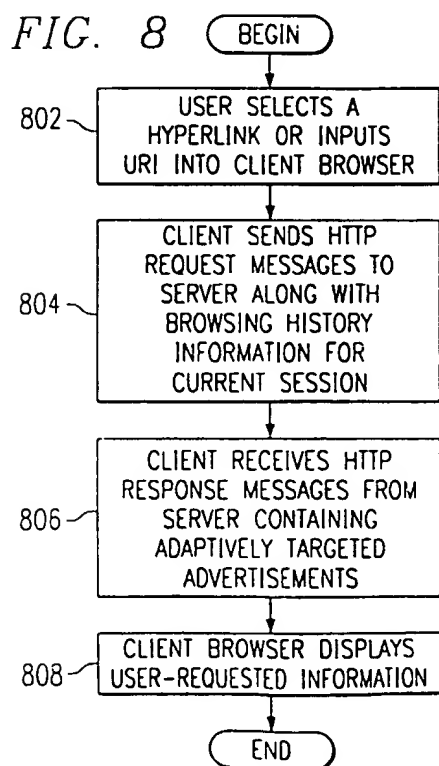 FIG. 8
BEGIN
802
USER SELECTS A
HYPERLINK OR INPUTS
URI INTO CLIENT BROWSER
804
CLIENT SENDS HTTP
REQUEST MESSAGES TO
SERVER ALONG WITH
BROWSING HISTORY
INFORMATION FOR
CURRENT SESSION
806
CLIENT RECEIVES HTTP
RESPONSE MESSAGES FROM
SERVER CONTAINING
ADAPTIVELY TARGETED
ADVERTISEMENTS
808
CLIENT BROWSER DISPLAYS
USER-REQUESTED INFORMATION
END